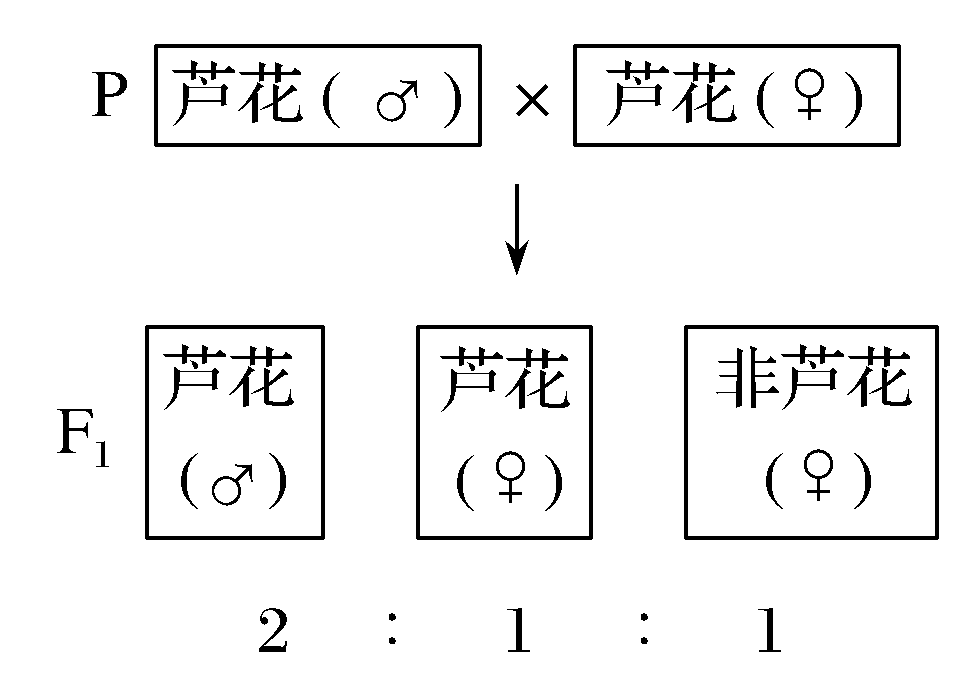 P 芦花( ♂ ) × 芦花(♀)
芦花 芦花 非芦花
F₁
(♂) (♀) (♀)
2 : 1 : 1